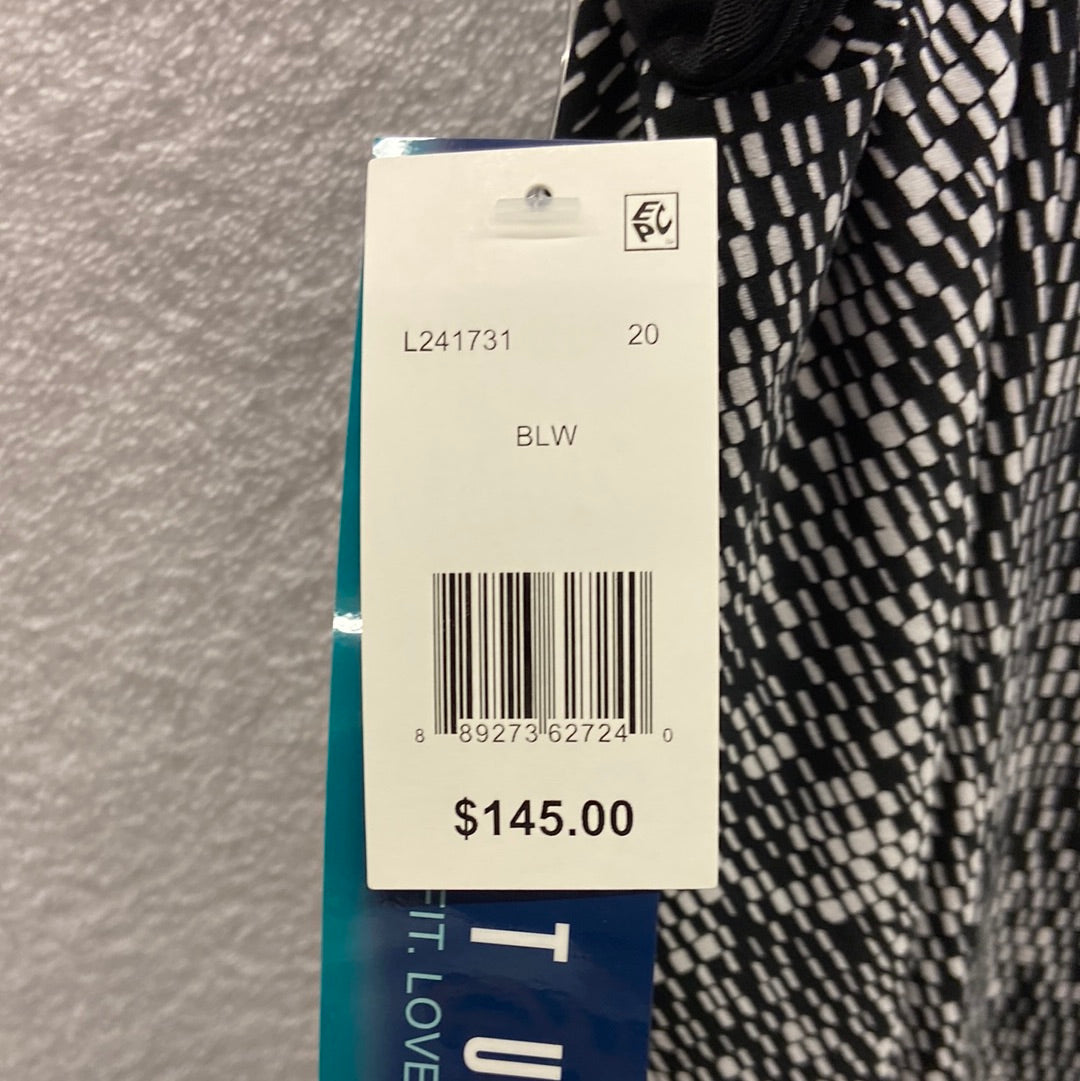 EPC
L241731 20
BLW
8 89273 62724 0
$145.00
FIT. LOVE
T U